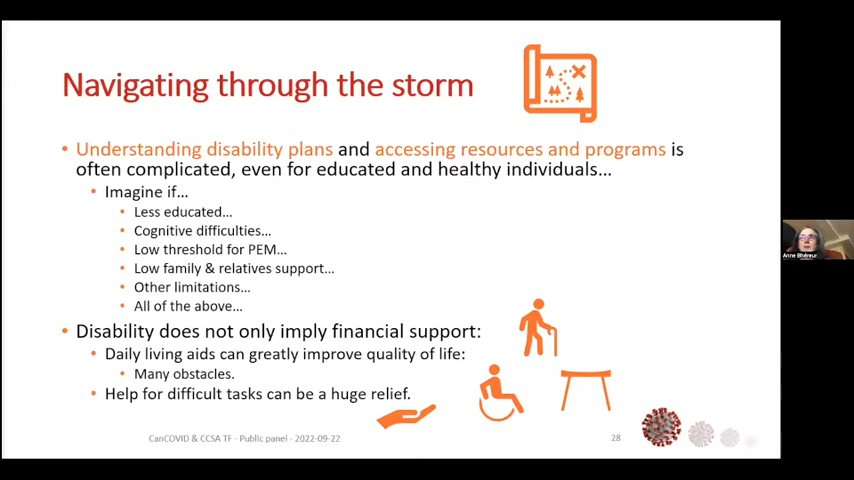 Navigating through the storm
• Understanding disability plans and accessing resources and programs is
often complicated, even for educated and healthy individuals...
• Imagine if...
• Less educated...
• Cognitive difficulties...
• Low threshold for PEM...
• Low family & relatives support...
• Other limitations...
• All of the above...
• Disability does not only imply financial support:
• Daily living aids can greatly improve quality of life:
• Many obstacles.
• Help for difficult tasks can be a huge relief.
CanCOVID & CCSA TF - Public panel - 2022-09-22
28
Anne Bhéreur